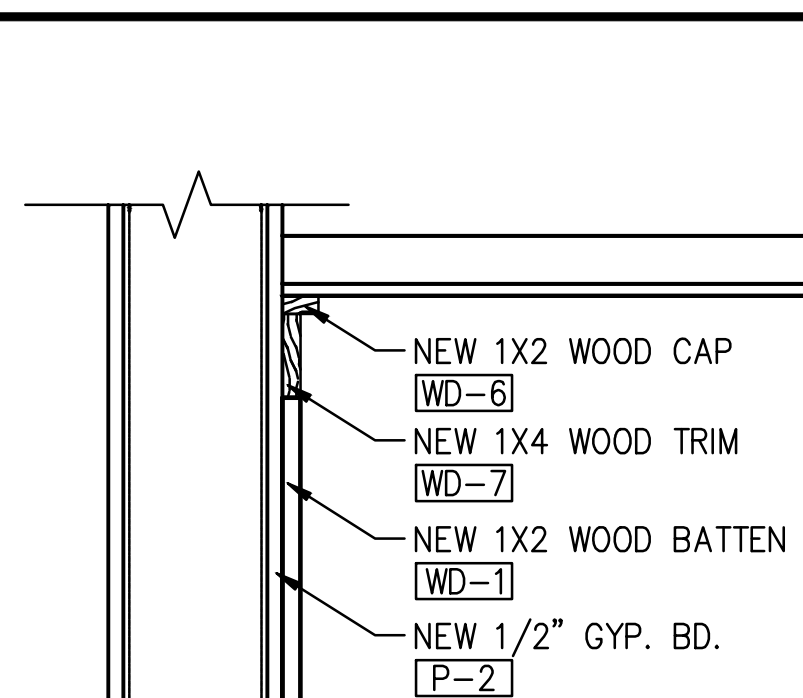 NEW 1X2 WOOD CAP
WD-6
NEW 1X4 WOOD TRIM
WD-7
NEW 1X2 WOOD BATTEN
WD-1
NEW 1/2" GYP. BD.
P-2